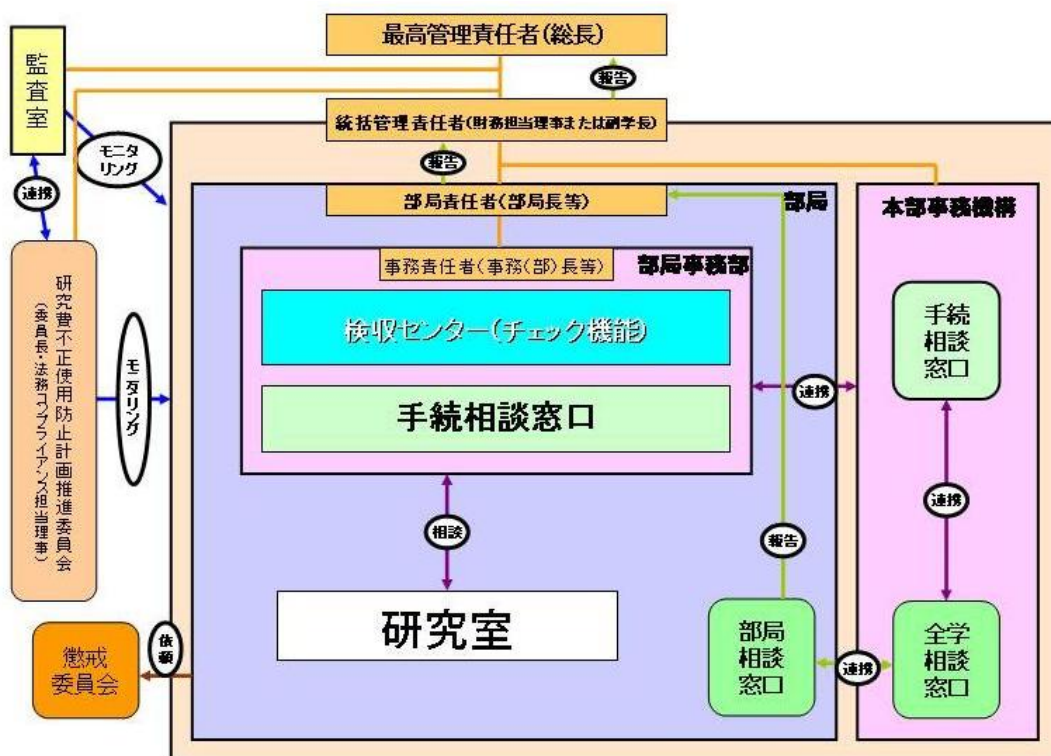 最高管理責任者(総長)
報告
監査室
統括管理責任者(財務担当理事または副学長)
モニタ
リング
報告
連携
部局責任者(部局長等)
部局
本部事務機構
事務責任者(事務(部)長等)
部局事務部
検収センター(チェック機能)
手続相談窓口
手続
相談
窓口
連携
研究費不正使用防止計画推進委員会
(委員長・法務コンプライアンス担当理事)
モニタリング
連携
相談
報告
研究室
部局
相談
窓口
連携
全学
相談
窓口
依頼
懲戒
委員会